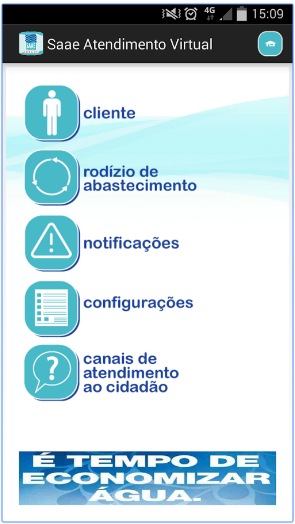 4G 15:09
Saae Atendimento Virtual
cliente
rodízio de
abastecimento
notificações
configurações
canais de
atendimento
ao cidadão
É TEMPO DE
ECONOMIZAR
ÁGUA.